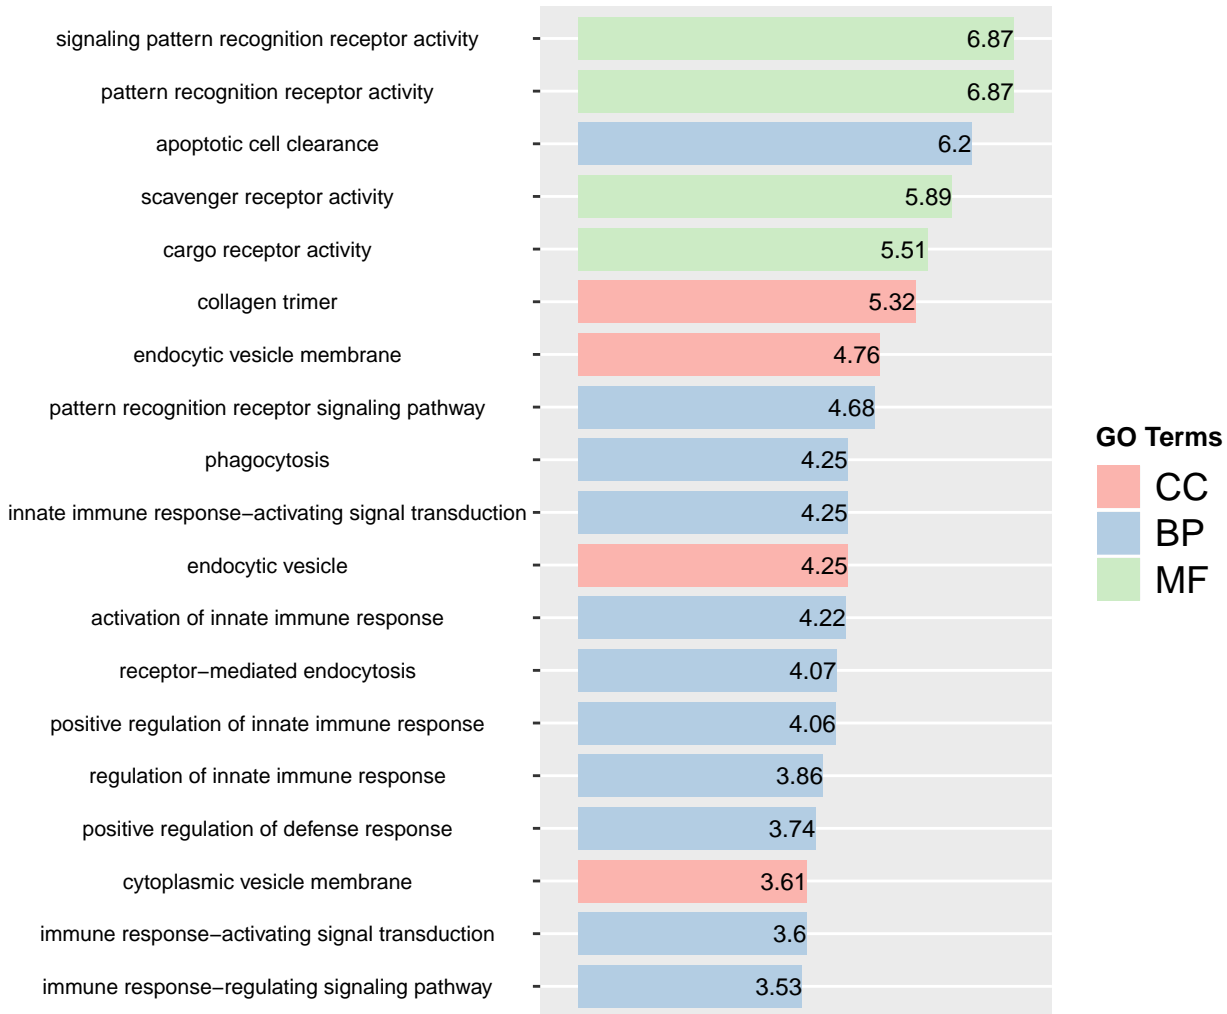 signaling pattern recognition receptor activity 6.87
pattern recognition receptor activity 6.87
apoptotic cell clearance 6.2
scavenger receptor activity 5.89
cargo receptor activity 5.51
collagen trimer 5.32
endocytic vesicle membrane 4.76
pattern recognition receptor signaling pathway 4.68
phagocytosis 4.25
innate immune response−activating signal transduction 4.25
endocytic vesicle 4.25
activation of innate immune response 4.22
receptor−mediated endocytosis 4.07
positive regulation of innate immune response 4.06
regulation of innate immune response 3.86
positive regulation of defense response 3.74
cytoplasmic vesicle membrane 3.61
immune response−activating signal transduction 3.6
immune response−regulating signaling pathway 3.53
GO Terms
CC
BP
MF